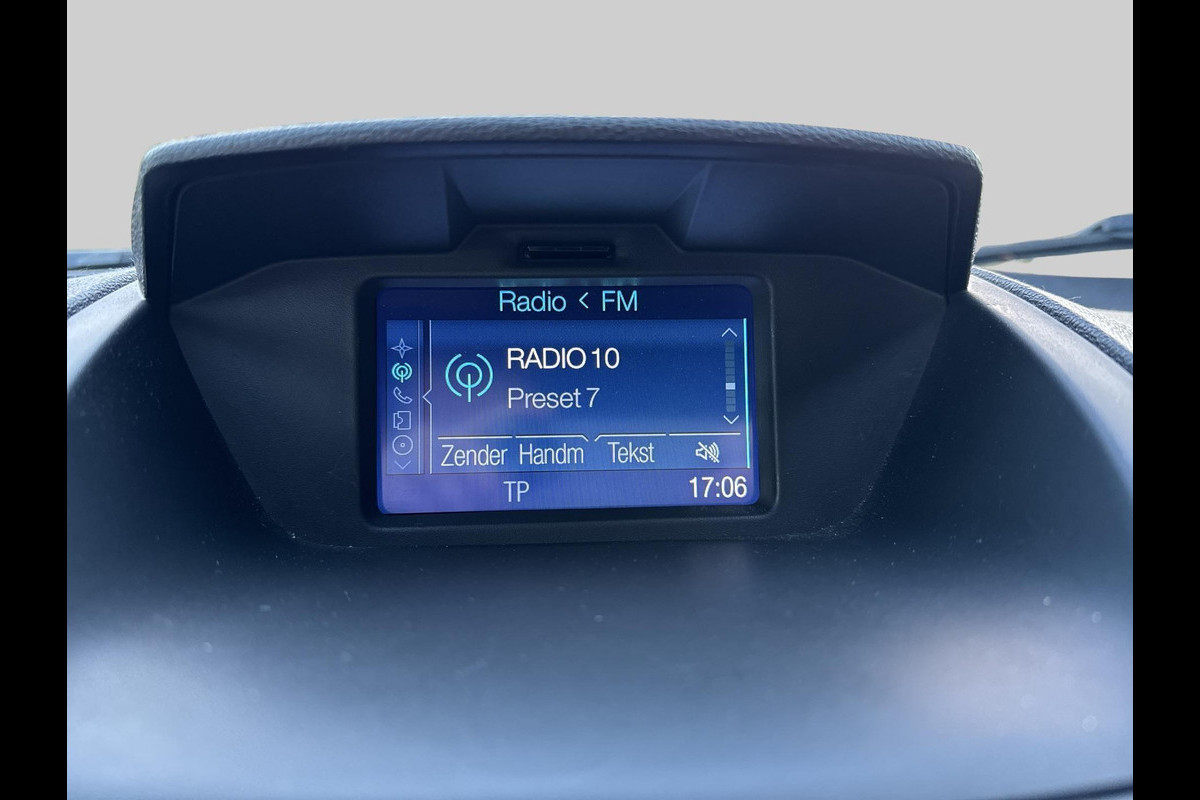 Radio < FM
RADIO 10
Preset 7
Zender Handm Tekst
TP 17:06